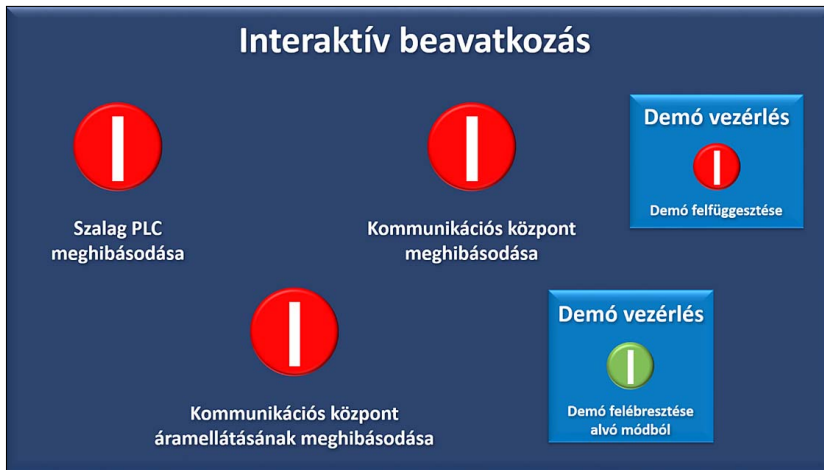 Interaktív beavatkozás
Szalag PLC
meghibásodása
Kommunikációs központ
meghibásodása
Demó vezérlés
Demó felfüggesztése
Kommunikációs központ
áramellátásának meghibásodása
Demó vezérlés
Demó felébresztése
alvó módból